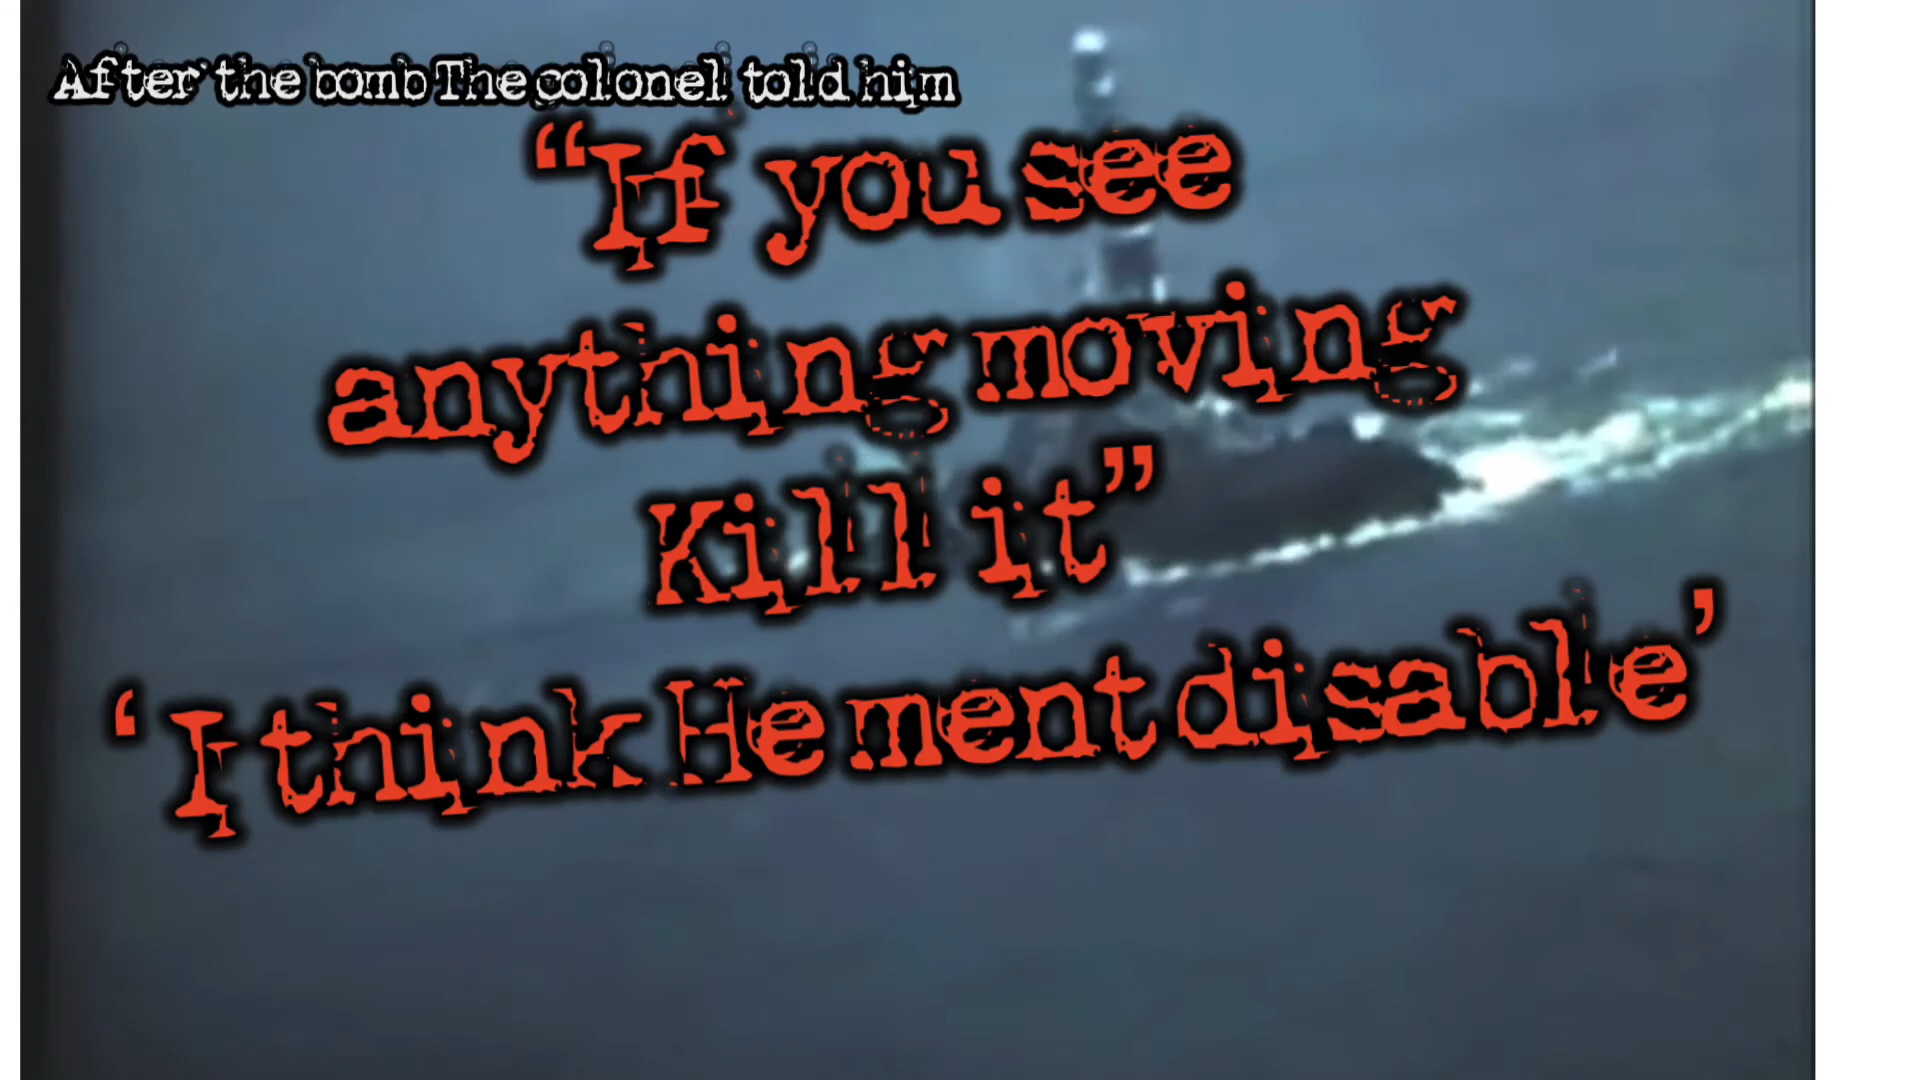 After the bomb The colonel told him
“If you see
anything moving
Kill it”
‘ I think He ment disable’